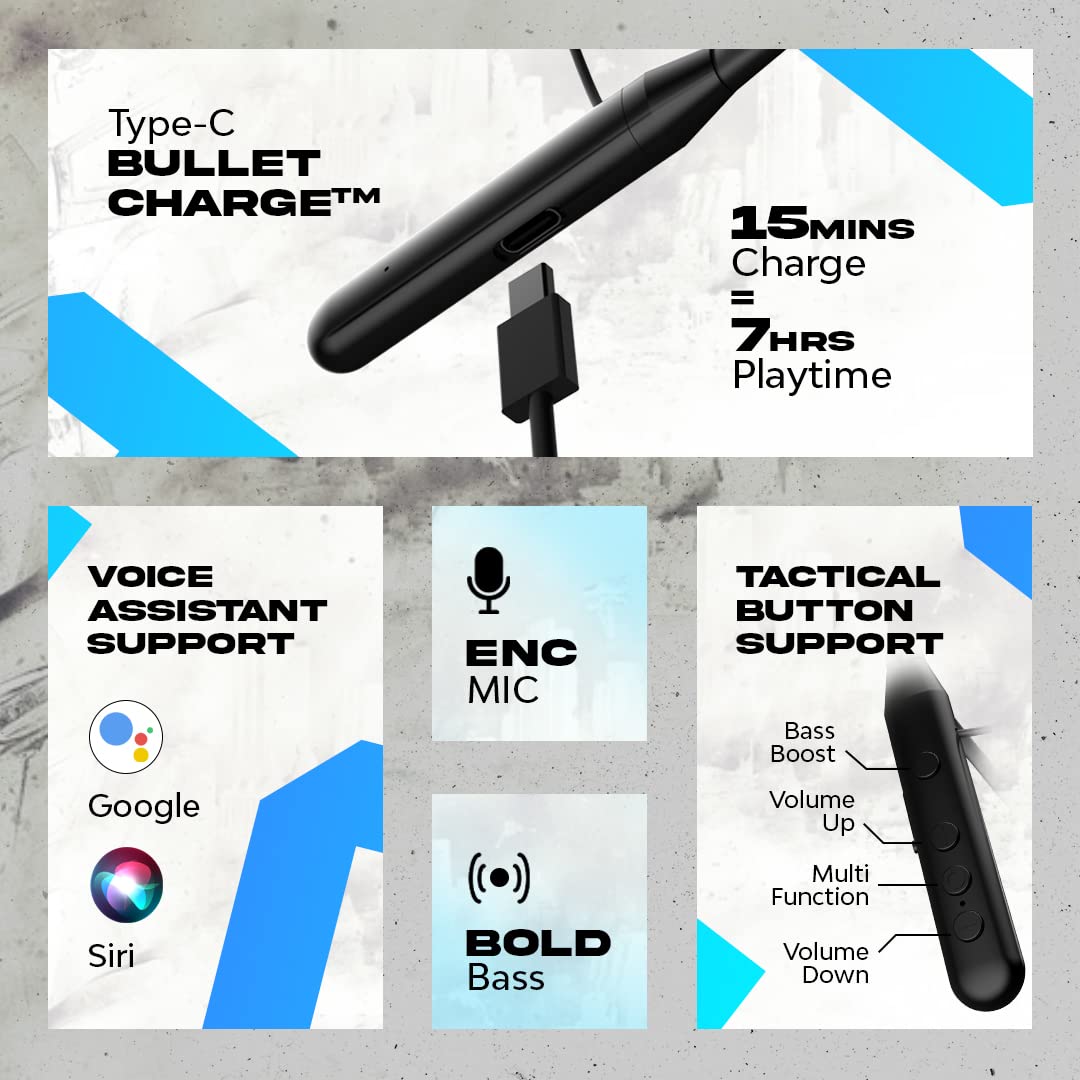 Type-C
BULLET
CHARGE™
15MINS
Charge
=
7HRS
Playtime
VOICE
ASSISTANT
SUPPORT
Google
Siri
ENC
MIC
BOLD
Bass
TACTICAL
BUTTON
SUPPORT
Bass
Boost
Volume
Up
Multi
Function
Volume
Down